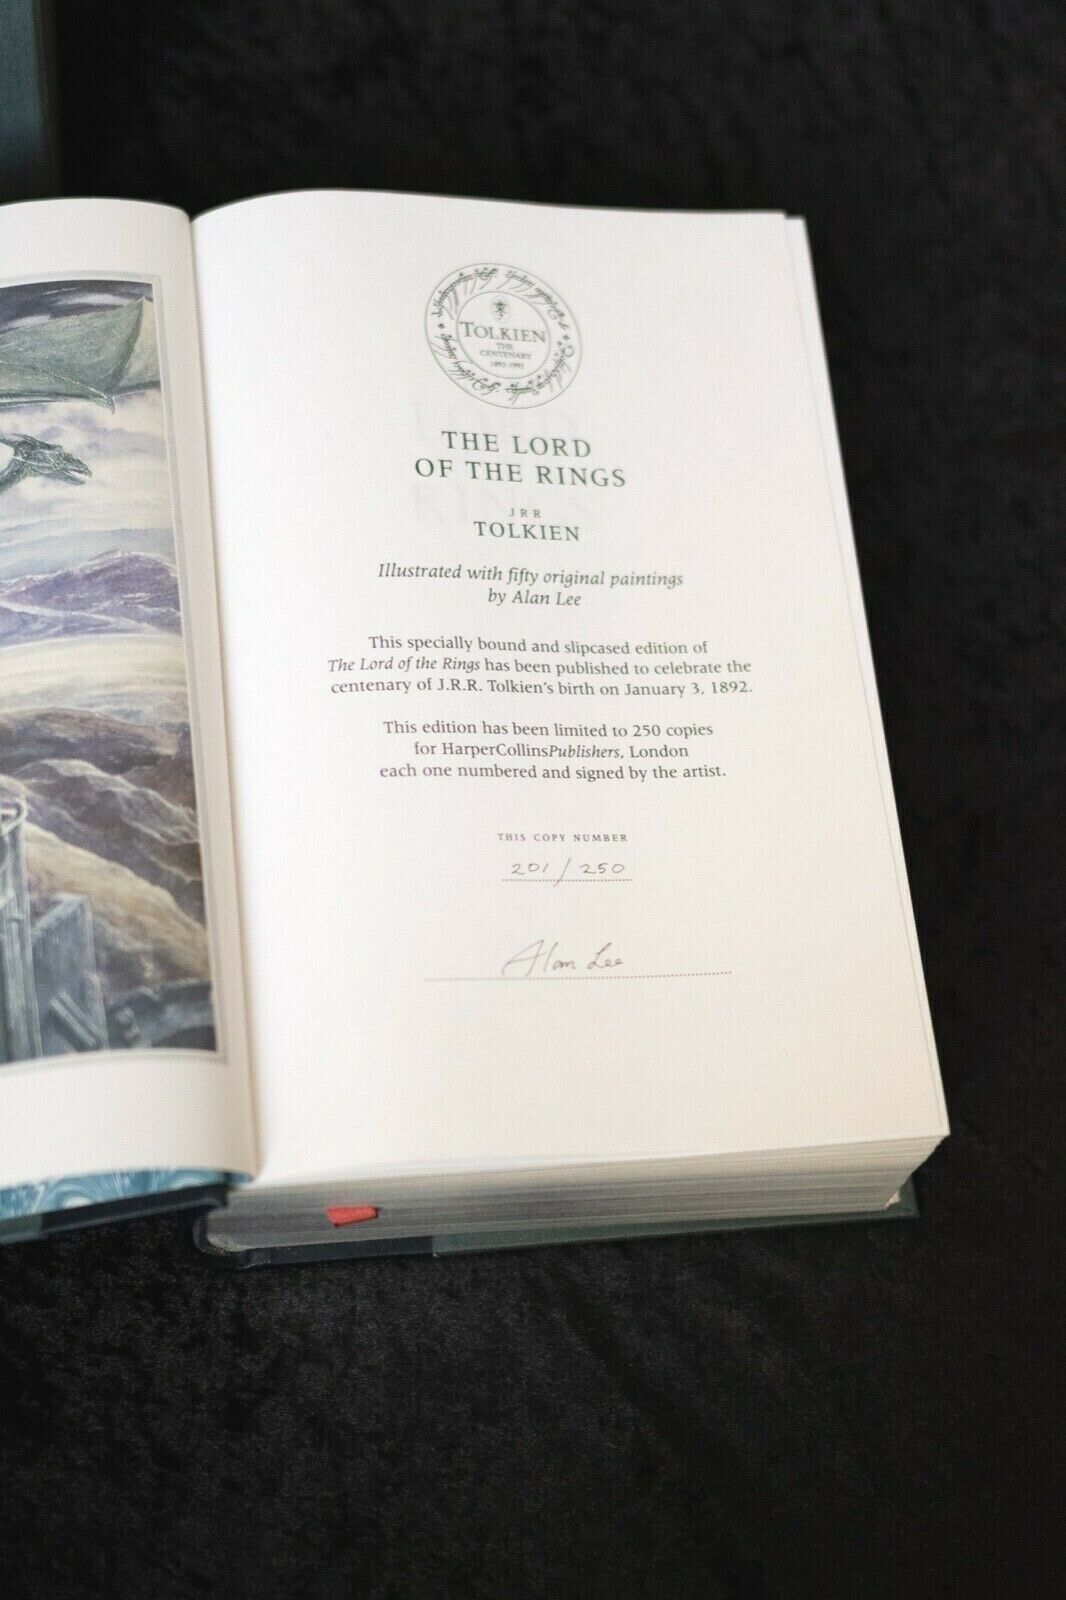 TOLKIEN
THE
CENTENARY
1892-1992
THE LORD
OF THE RINGS
J R R
TOLKIEN
Illustrated with fifty original paintings
by Alan Lee
This specially bound and slipcased edition of
The Lord of the Rings has been published to celebrate the
centenary of J.R.R. Tolkien's birth on January 3, 1892.
This edition has been limited to 250 copies
for HarperCollinsPublishers, London
each one numbered and signed by the artist.
THIS COPY NUMBER
201/250
Alan Lee